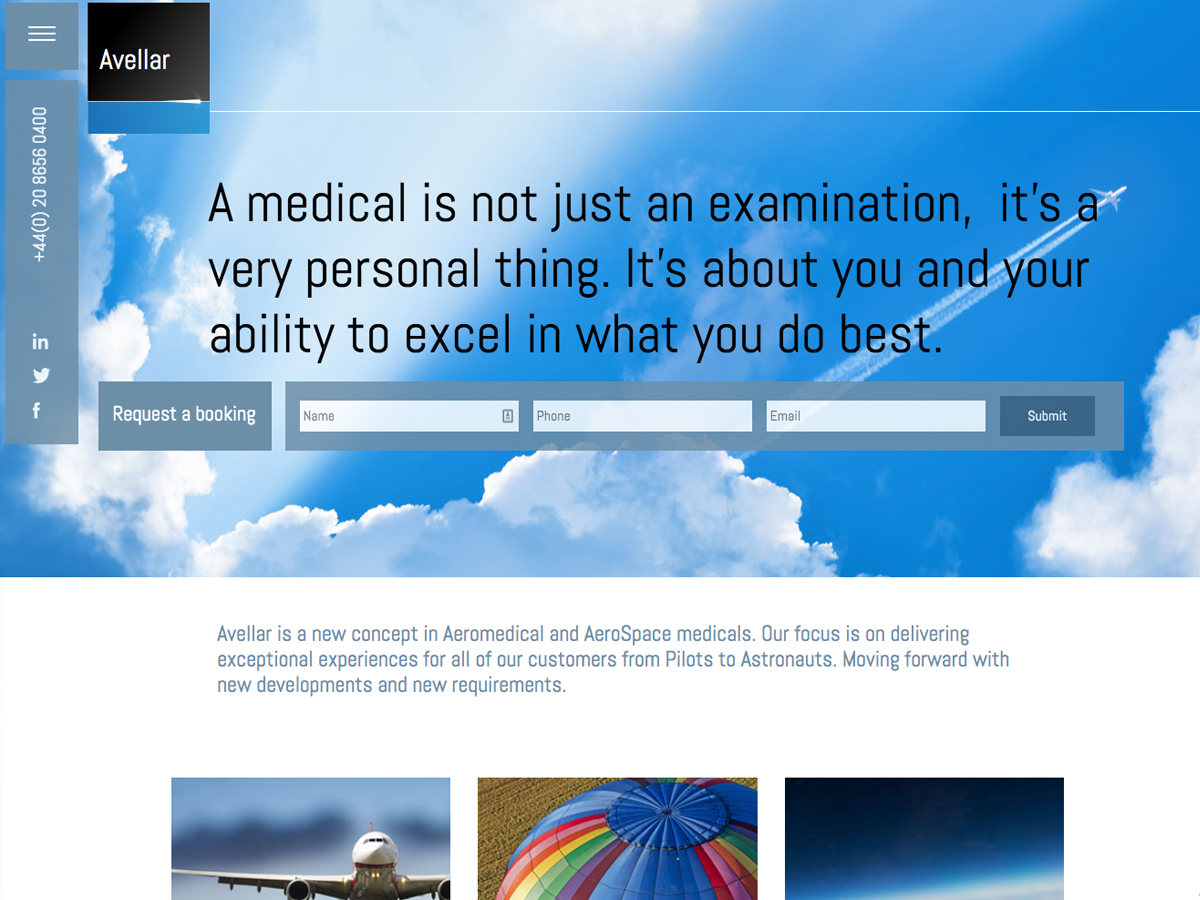 Avellar
+44(0) 20 8656 0400
A medical is not just an examination,  it's a
very personal thing. It's about you and your
ability to excel in what you do best.
Request a booking
Name
Phone
Email
Submit
Avellar is a new concept in Aeromedical and AeroSpace medicals. Our focus is on delivering
exceptional experiences for all of our customers from Pilots to Astronauts. Moving forward with
new developments and new requirements.